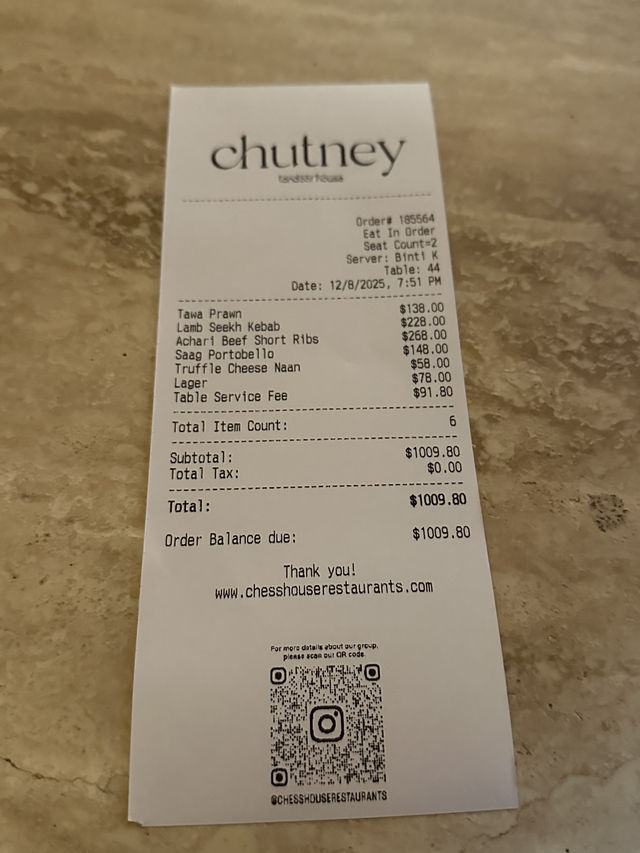 chutney
tandoor house
Order# 185564
Eat In Order
Seat Count=2
Server: Binti K
Table: 44
Date: 12/8/2025, 7:51 PM
Tawa Prawn $138.00
Lamb Seekh Kebab $228.00
Achari Beef Short Ribs $268.00
Saag Portobello $148.00
Truffle Cheese Naan $58.00
Lager $78.00
Table Service Fee $91.80
Total Item Count: 6
Subtotal: $1009.80
Total Tax: $0.00
Total: $1009.80
Order Balance due: $1009.80
Thank you!
www.chesshouserestaurants.com
For more details about our group,
please scan our QR code.
@CHESSHOUSERESTAURANTS